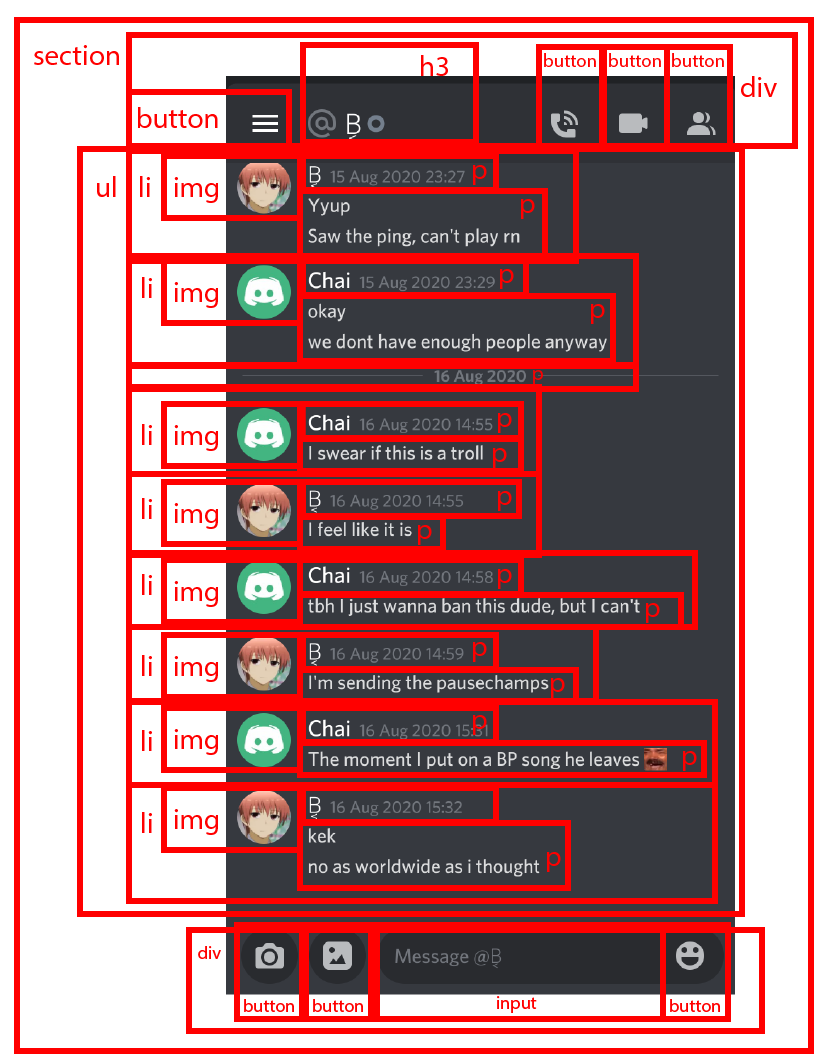 section
h3
button button button
div
button
@ Ḅ
ul
li img Ḅ 15 Aug 2020 23:27 p
Yyup p
Saw the ping, can't play rn
li img Chai 15 Aug 2020 23:29 p
okay p
we dont have enough people anyway
16 Aug 2020 p
li img Chai 16 Aug 2020 14:55 p
I swear if this is a troll p
li img Ḅ 16 Aug 2020 14:55 p
I feel like it is p
li img Chai 16 Aug 2020 14:58 p
tbh I just wanna ban this dude, but I can't p
li img Ḅ 16 Aug 2020 14:59 p
I'm sending the pausechamps p
li img Chai 16 Aug 2020 15:31 p
The moment I put on a BP song he leaves p
li img Ḅ 16 Aug 2020 15:32
kek
no as worldwide as i thought p
div
Message @Ḅ
button button input button